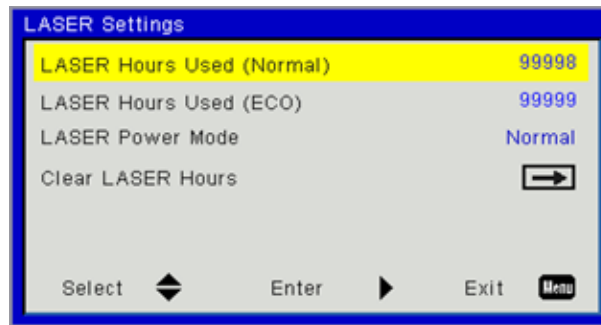 LASER Settings
LASER Hours Used (Normal) 99998
LASER Hours Used (ECO) 99999
LASER Power Mode Normal
Clear LASER Hours
Select Enter Exit Menu